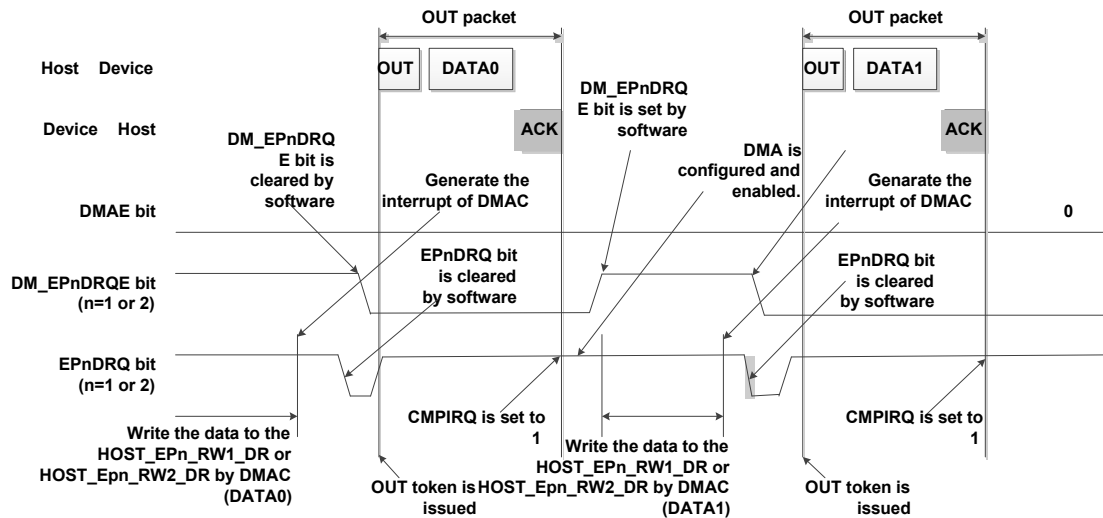 OUT packet
OUT packet
Host Device
OUT
DATA0
OUT
DATA1
DM_EPnDRQ
E bit is set by
software
Device Host
ACK
ACK
DM_EPnDRQ
E bit is
cleared by
software
DMA is
configured and
enabled.
Generate the
interrupt of DMAC
Genarate the
interrupt of DMAC
DMAE bit
0
EPnDRQ bit
is cleared
by software
EPnDRQ bit
is cleared
by software
DM_EPnDRQE bit
(n=1 or 2)
EPnDRQ bit
(n=1 or 2)
CMPIRQ is set to
1
CMPIRQ is set to
1
Write the data to the
HOST_EPn_RW1_DR or
HOST_Epn_RW2_DR by DMAC
(DATA0)
Write the data to the
HOST_EPn_RW1_DR or
HOST_Epn_RW2_DR by DMAC
(DATA1)
OUT token is
issued
OUT token is
issued